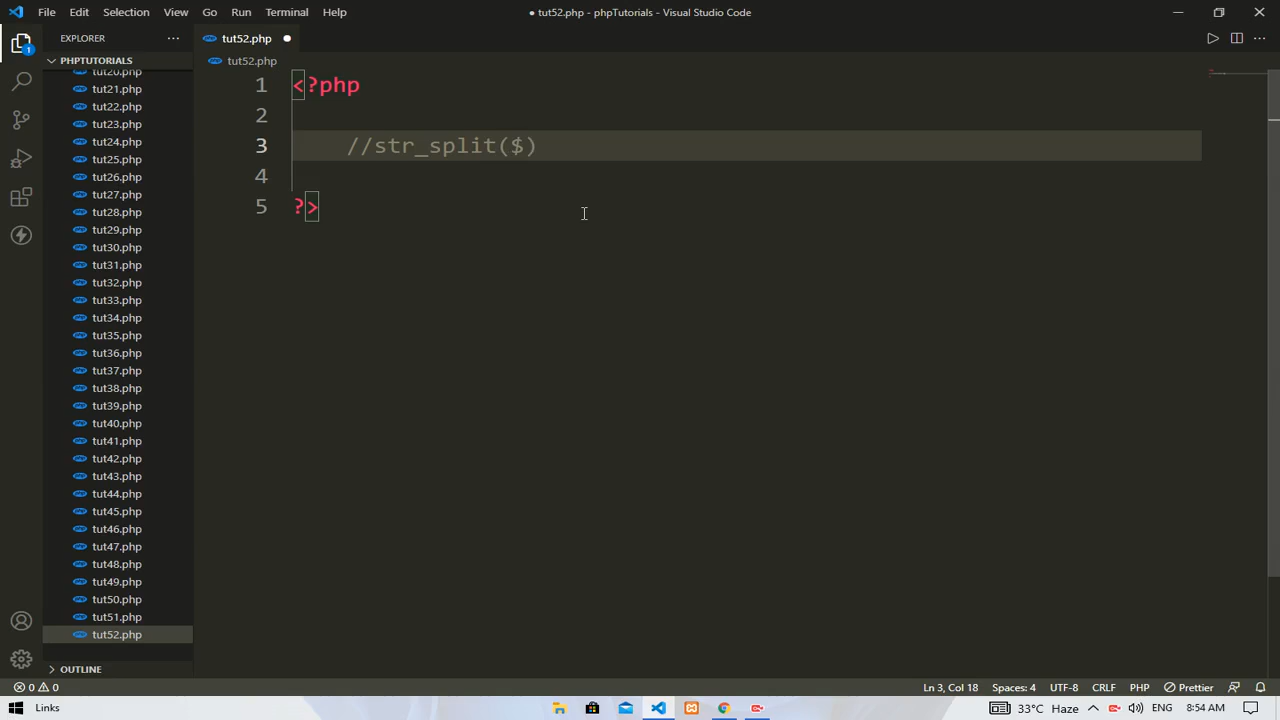 File Edit Selection View Go Run Terminal Help
● tut52.php - phpTutorials - Visual Studio Code
EXPLORER
tut52.php
PHPTUTORIALS
tut52.php
tut20.php
tut21.php
tut22.php
tut23.php
tut24.php
tut25.php
tut26.php
tut27.php
tut28.php
tut29.php
tut30.php
tut31.php
tut32.php
tut33.php
tut34.php
tut35.php
tut36.php
tut37.php
tut38.php
tut39.php
tut40.php
tut41.php
tut42.php
tut43.php
tut44.php
tut45.php
tut46.php
tut47.php
tut48.php
tut49.php
tut50.php
tut51.php
tut52.php
OUTLINE
1 <?php
2
3 //str_split($)
4
5 ?>
1
0 0
Ln 3, Col 18 Spaces: 4 UTF-8 CRLF PHP Prettier
Links
33°C Haze ENG 8:54 AM